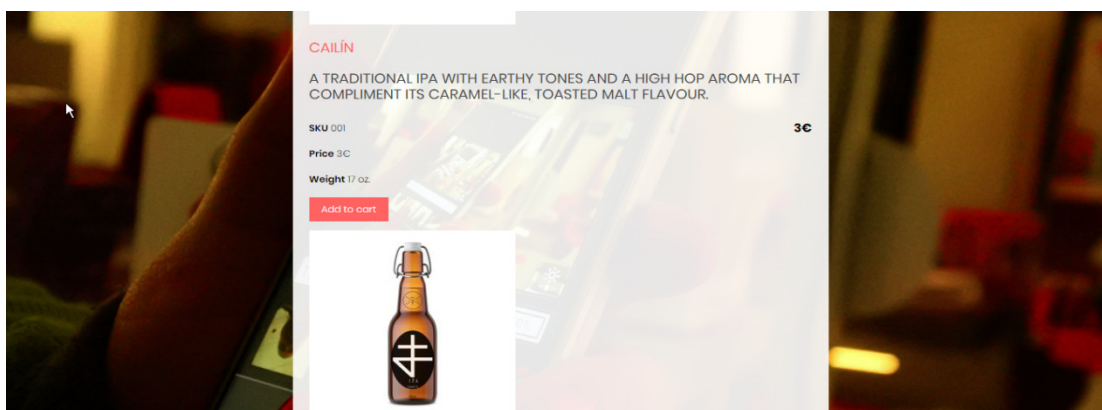 CAILÍN
A TRADITIONAL IPA WITH EARTHY TONES AND A HIGH HOP AROMA THAT
COMPLIMENT ITS CARAMEL-LIKE, TOASTED MALT FLAVOUR.
SKU 001
3€
Price 3€
Weight 17 oz.
Add to cart
IPA